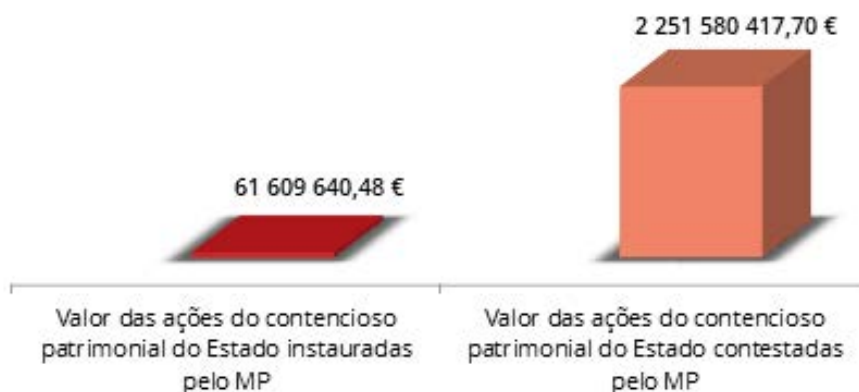 2 251 580 417,70 €
61 609 640,48 €
Valor das ações do contencioso
patrimonial do Estado instauradas
pelo MP
Valor das ações do contencioso
patrimonial do Estado contestadas
pelo MP